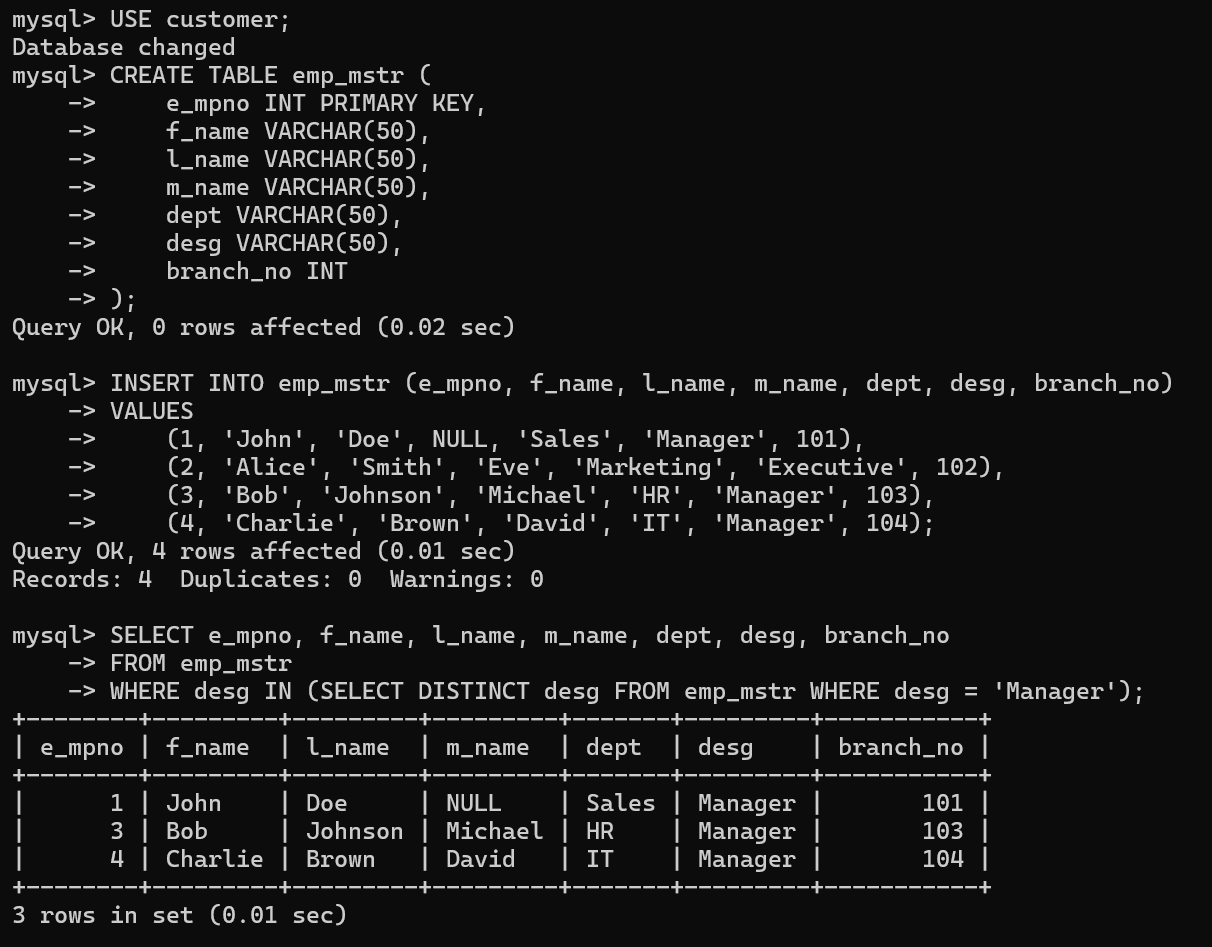 mysql> USE customer;
Database changed
mysql> CREATE TABLE emp_mstr (
    ->     e_mpno INT PRIMARY KEY,
    ->     f_name VARCHAR(50),
    ->     l_name VARCHAR(50),
    ->     m_name VARCHAR(50),
    ->     dept VARCHAR(50),
    ->     desg VARCHAR(50),
    ->     branch_no INT
    -> );
Query OK, 0 rows affected (0.02 sec)

mysql> INSERT INTO emp_mstr (e_mpno, f_name, l_name, m_name, dept, desg, branch_no)
    -> VALUES
    ->     (1, 'John', 'Doe', NULL, 'Sales', 'Manager', 101),
    ->     (2, 'Alice', 'Smith', 'Eve', 'Marketing', 'Executive', 102),
    ->     (3, 'Bob', 'Johnson', 'Michael', 'HR', 'Manager', 103),
    ->     (4, 'Charlie', 'Brown', 'David', 'IT', 'Manager', 104);
Query OK, 4 rows affected (0.01 sec)
Records: 4  Duplicates: 0  Warnings: 0

mysql> SELECT e_mpno, f_name, l_name, m_name, dept, desg, branch_no
    -> FROM emp_mstr
    -> WHERE desg IN (SELECT DISTINCT desg FROM emp_mstr WHERE desg = 'Manager');
+--------+---------+---------+---------+-------+---------+-----------+
| e_mpno | f_name  | l_name  | m_name  | dept  | desg    | branch_no |
+--------+---------+---------+---------+-------+---------+-----------+
|      1 | John    | Doe     | NULL    | Sales | Manager |       101 |
|      3 | Bob     | Johnson | Michael | HR    | Manager |       103 |
|      4 | Charlie | Brown   | David   | IT    | Manager |       104 |
+--------+---------+---------+---------+-------+---------+-----------+
3 rows in set (0.01 sec)